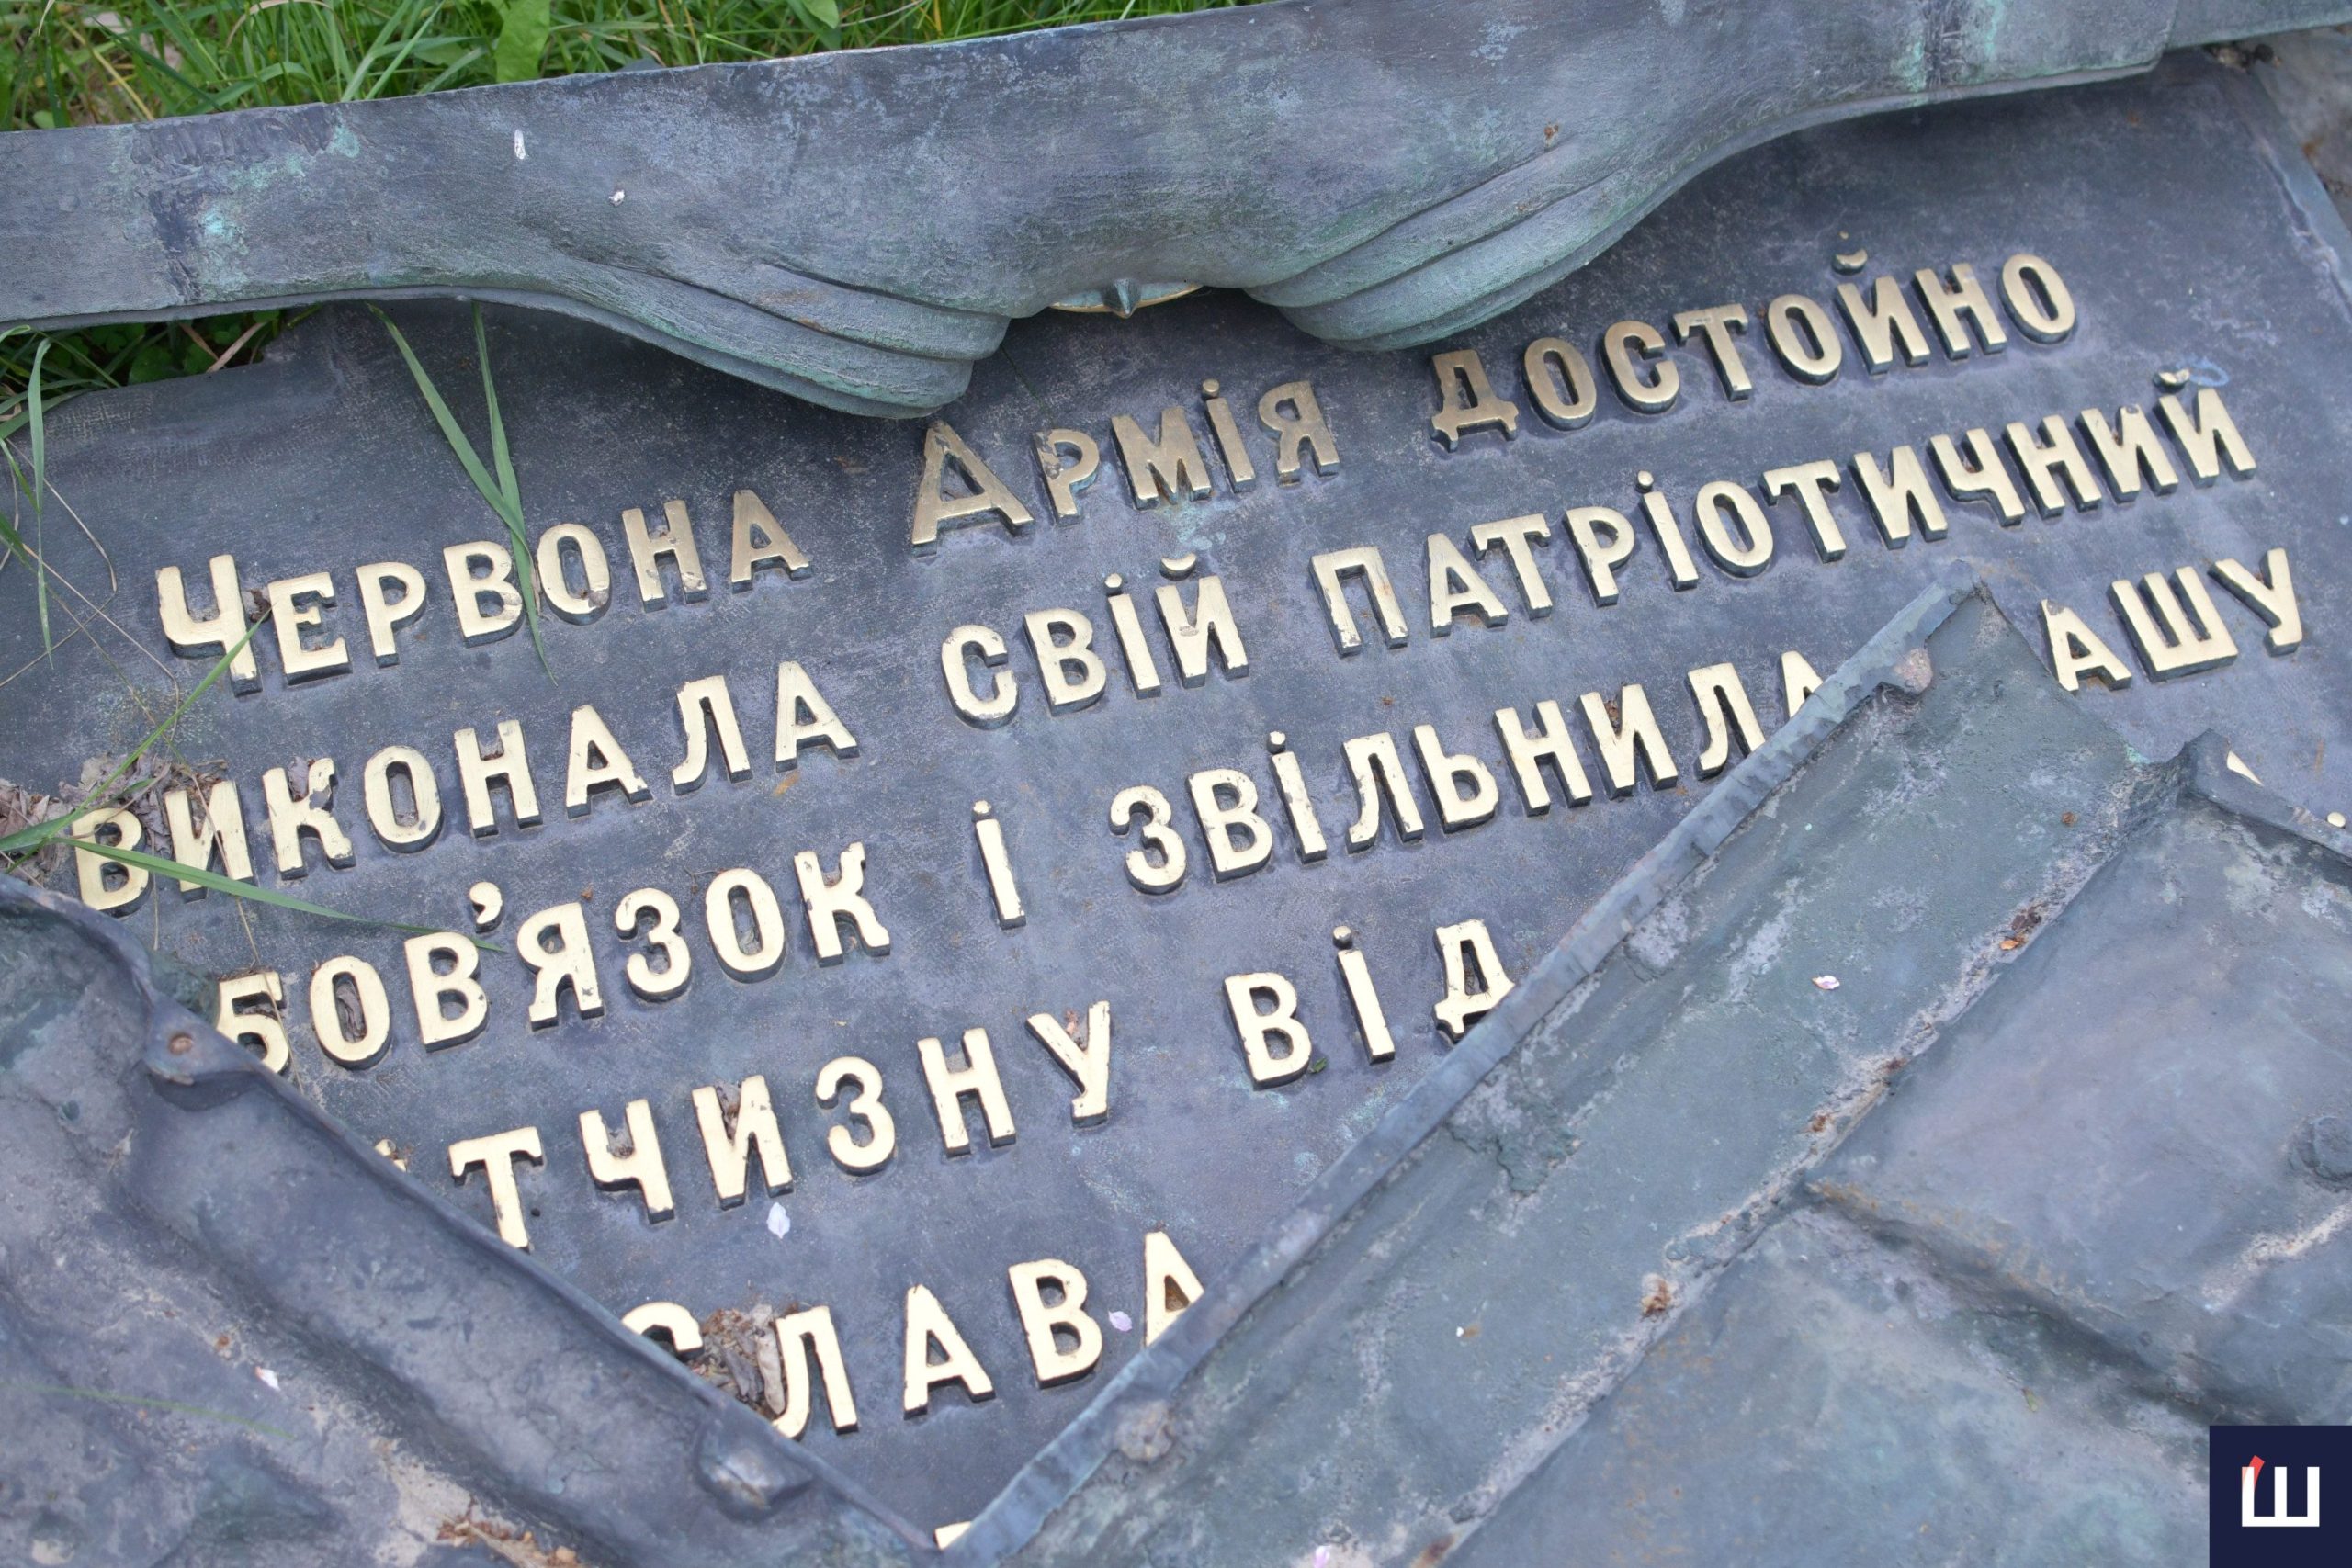 Червона Армія достойно
виконала свій патріотичний
бов'язок і звільнила ашу
тчизну від
слава
Ш